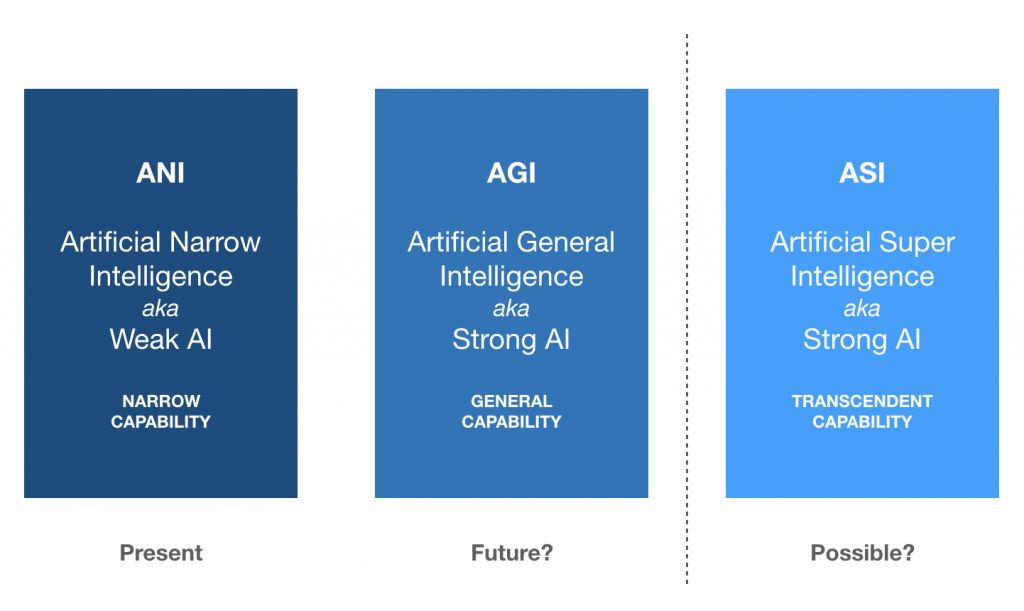 ANI
Artificial Narrow
Intelligence
aka
Weak AI
NARROW
CAPABILITY
Present
AGI
Artificial General
Intelligence
aka
Strong AI
GENERAL
CAPABILITY
Future?
ASI
Artificial Super
Intelligence
aka
Strong AI
TRANSCENDENT
CAPABILITY
Possible?